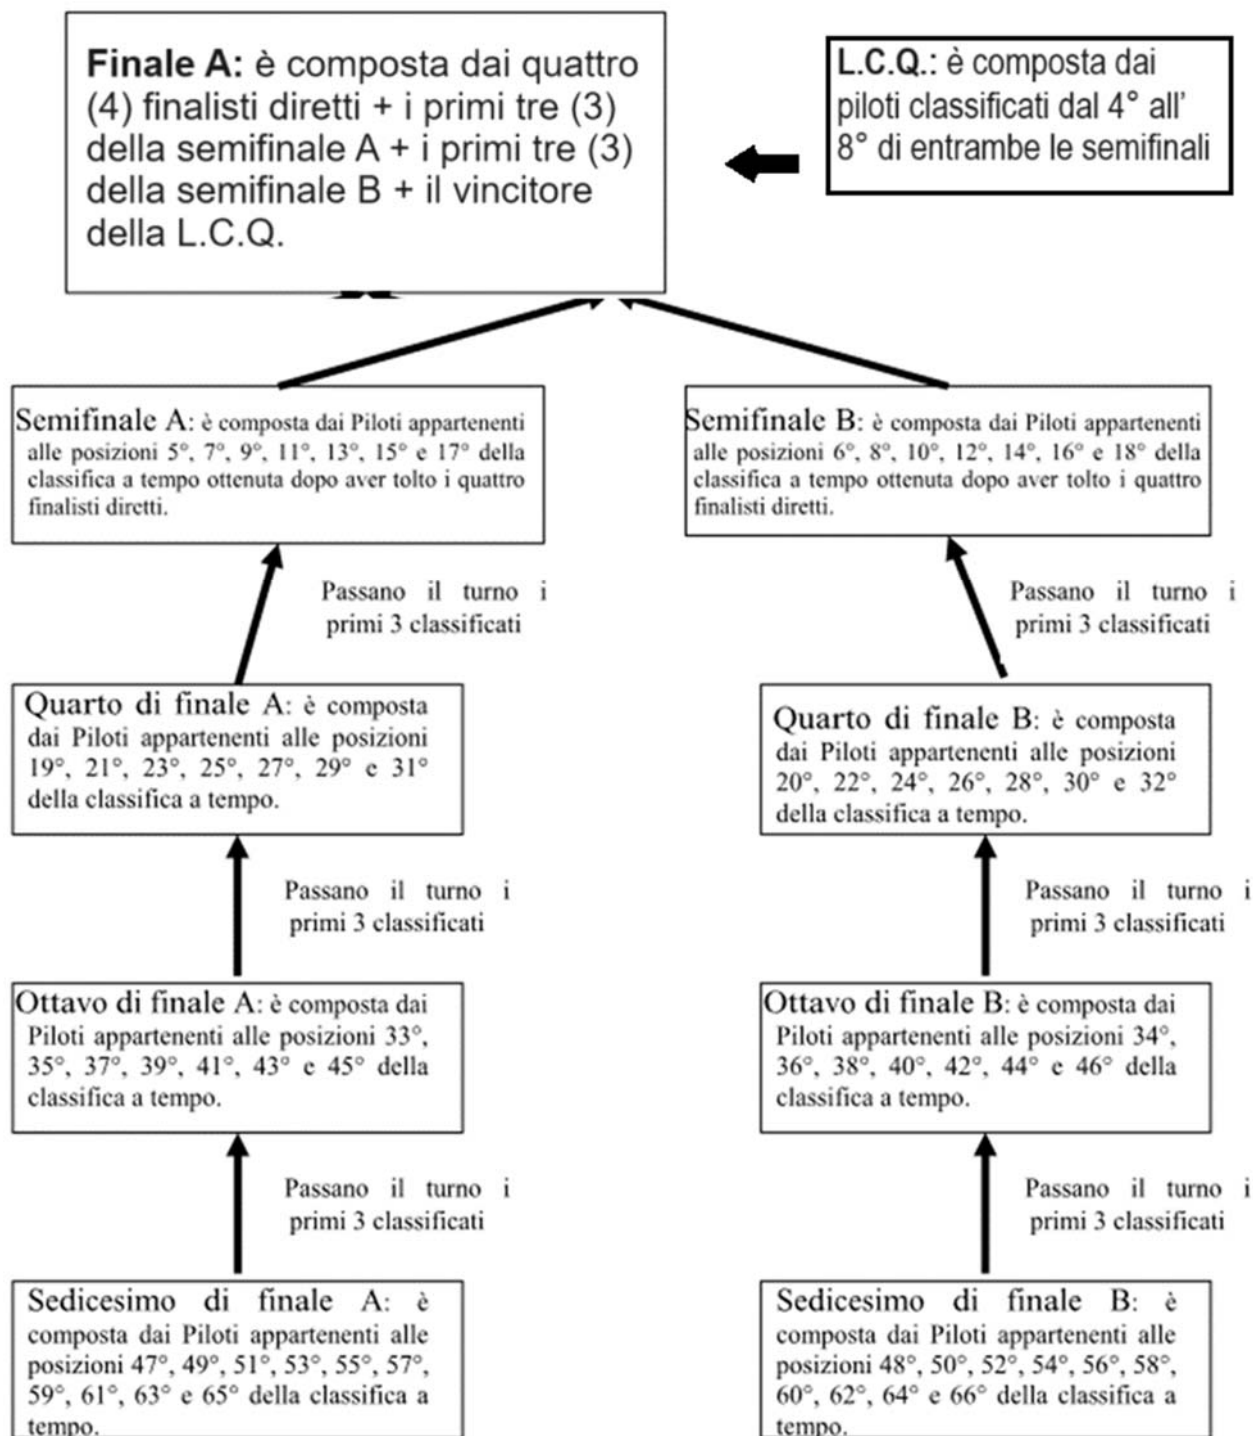 Finale A: è composta dai quattro
(4) finalisti diretti + i primi tre (3)
della semifinale A + i primi tre (3)
della semifinale B + il vincitore
della L.C.Q.
L.C.Q.: è composta dai
piloti classificati dal 4° all'
8° di entrambe le semifinali
Semifinale A: è composta dai Piloti appartenenti
alle posizioni 5°, 7°, 9°, 11°, 13°, 15° e 17° della
classifica a tempo ottenuta dopo aver tolto i quattro
finalisti diretti.
Semifinale B: è composta dai Piloti appartenenti
alle posizioni 6°, 8°, 10°, 12°, 14°, 16° e 18° della
classifica a tempo ottenuta dopo aver tolto i quattro
finalisti diretti.
Passano il turno i
primi 3 classificati
Passano il turno i
primi 3 classificati
Quarto di finale A: è composta
dai Piloti appartenenti alle posizioni
19°, 21°, 23°, 25°, 27°, 29° e 31°
della classifica a tempo.
Quarto di finale B: è composta
dai Piloti appartenenti alle posizioni
20°, 22°, 24°, 26°, 28°, 30° e 32°
della classifica a tempo.
Passano il turno i
primi 3 classificati
Passano il turno i
primi 3 classificati
Ottavo di finale A: è composta dai
Piloti appartenenti alle posizioni 33°,
35°, 37°, 39°, 41°, 43° e 45° della
classifica a tempo.
Ottavo di finale B: è composta dai
Piloti appartenenti alle posizioni 34°,
36°, 38°, 40°, 42°, 44° e 46° della
classifica a tempo.
Passano il turno i
primi 3 classificati
Passano il turno i
primi 3 classificati
Sedicesimo di finale A: è
composta dai Piloti appartenenti alle
posizioni 47°, 49°, 51°, 53°, 55°, 57°,
59°, 61°, 63° e 65° della classifica a
tempo.
Sedicesimo di finale B: è
composta dai Piloti appartenenti alle
posizioni 48°, 50°, 52°, 54°, 56°, 58°,
60°, 62°, 64° e 66° della classifica a
tempo.